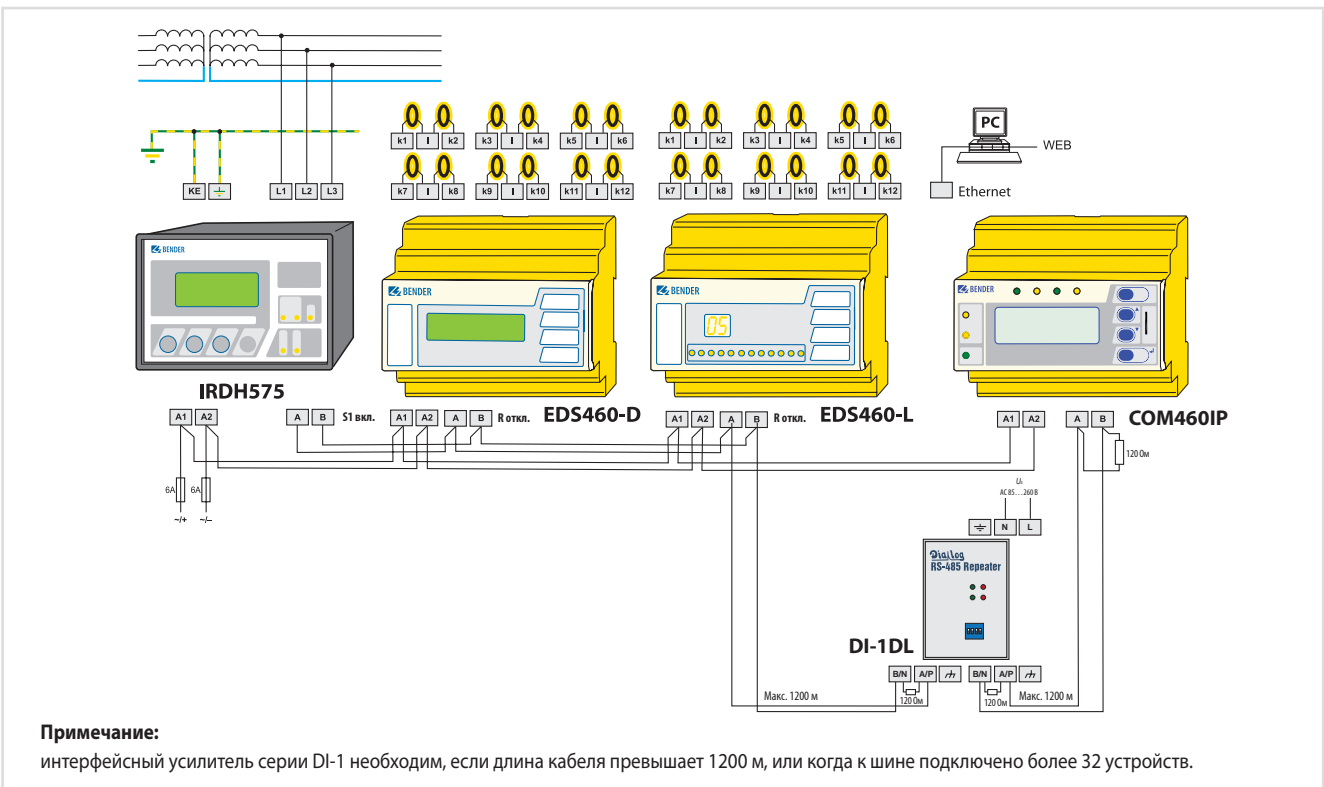 PC
WEB
Ethernet
k1 I k2 k3 I k4 k5 I k6 k1 I k2 k3 I k4 k5 I k6
k7 I k8 k9 I k10 k11 I k12 k7 I k8 k9 I k10 k11 I k12
KE L1 L2 L3
BENDER
BENDER
BENDER
05
BENDER
IRDH575
EDS460-D
EDS460-L
COM460IP
A1 A2 A B S1 вкл. A1 A2 A B R откл. A1 A2 A B R откл. A1 A2 A B
120 Ом
6A 6A
~/+ ~/–
Us
AC 85…260 В
N L
Digilog
RS-485 Repeater
DI-1DL
B/N A/P B/N A/P
120 Ом 120 Ом
Макс. 1200 м Макс. 1200 м
Примечание:
интерфейсный усилитель серии DI-1 необходим, если длина кабеля превышает 1200 м, или когда к шине подключено более 32 устройств.